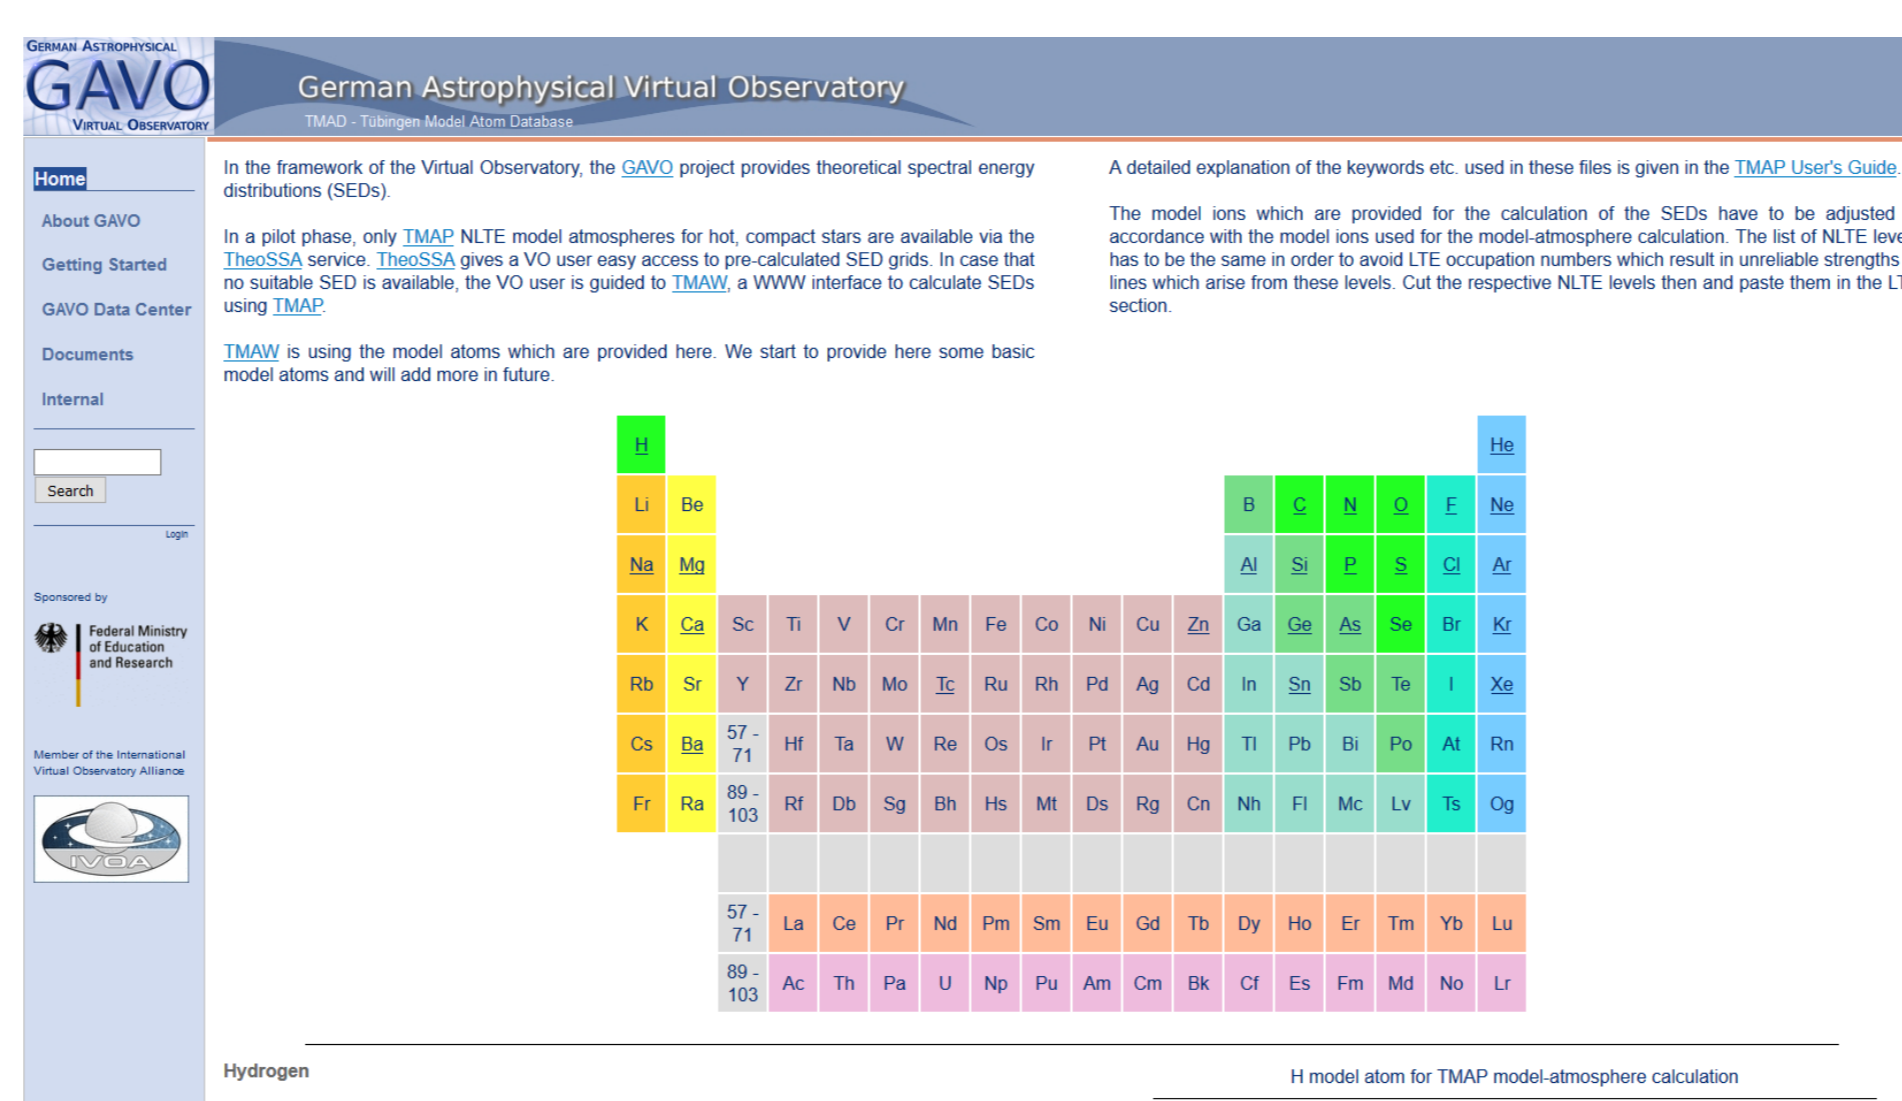 GERMAN ASTROPHYSICAL
GAVO
VIRTUAL OBSERVATORY
German Astrophysical Virtual Observatory
TMAD - Tübingen Model Atom Database
Home
About GAVO
Getting Started
GAVO Data Center
Documents
Internal
Search
Login
Sponsored by
Federal Ministry
of Education
and Research
Member of the International
Virtual Observatory Alliance
IVOA
In the framework of the Virtual Observatory, the GAVO project provides theoretical spectral energy
distributions (SEDs).
In a pilot phase, only TMAP NLTE model atmospheres for hot, compact stars are available via the
TheoSSA service. TheoSSA gives a VO user easy access to pre-calculated SED grids. In case that
no suitable SED is available, the VO user is guided to TMAW, a WWW interface to calculate SEDs
using TMAP.
TMAW is using the model atoms which are provided here. We start to provide here some basic
model atoms and will add more in future.
A detailed explanation of the keywords etc. used in these files is given in the TMAP User's Guide.
The model ions which are provided for the calculation of the SEDs have to be adjusted
accordance with the model ions used for the model-atmosphere calculation. The list of NLTE leve
has to be the same in order to avoid LTE occupation numbers which result in unreliable strengths
lines which arise from these levels. Cut the respective NLTE levels then and paste them in the LT
section.
H He
Li Be B C N O F Ne
Na Mg Al Si P S Cl Ar
K Ca Sc Ti V Cr Mn Fe Co Ni Cu Zn Ga Ge As Se Br Kr
Rb Sr Y Zr Nb Mo Tc Ru Rh Pd Ag Cd In Sn Sb Te I Xe
Cs Ba 57 - 71 Hf Ta W Re Os Ir Pt Au Hg Tl Pb Bi Po At Rn
Fr Ra 89 - 103 Rf Db Sg Bh Hs Mt Ds Rg Cn Nh Fl Mc Lv Ts Og
57 - 71 La Ce Pr Nd Pm Sm Eu Gd Tb Dy Ho Er Tm Yb Lu
89 - 103 Ac Th Pa U Np Pu Am Cm Bk Cf Es Fm Md No Lr
Hydrogen
H model atom for TMAP model-atmosphere calculation